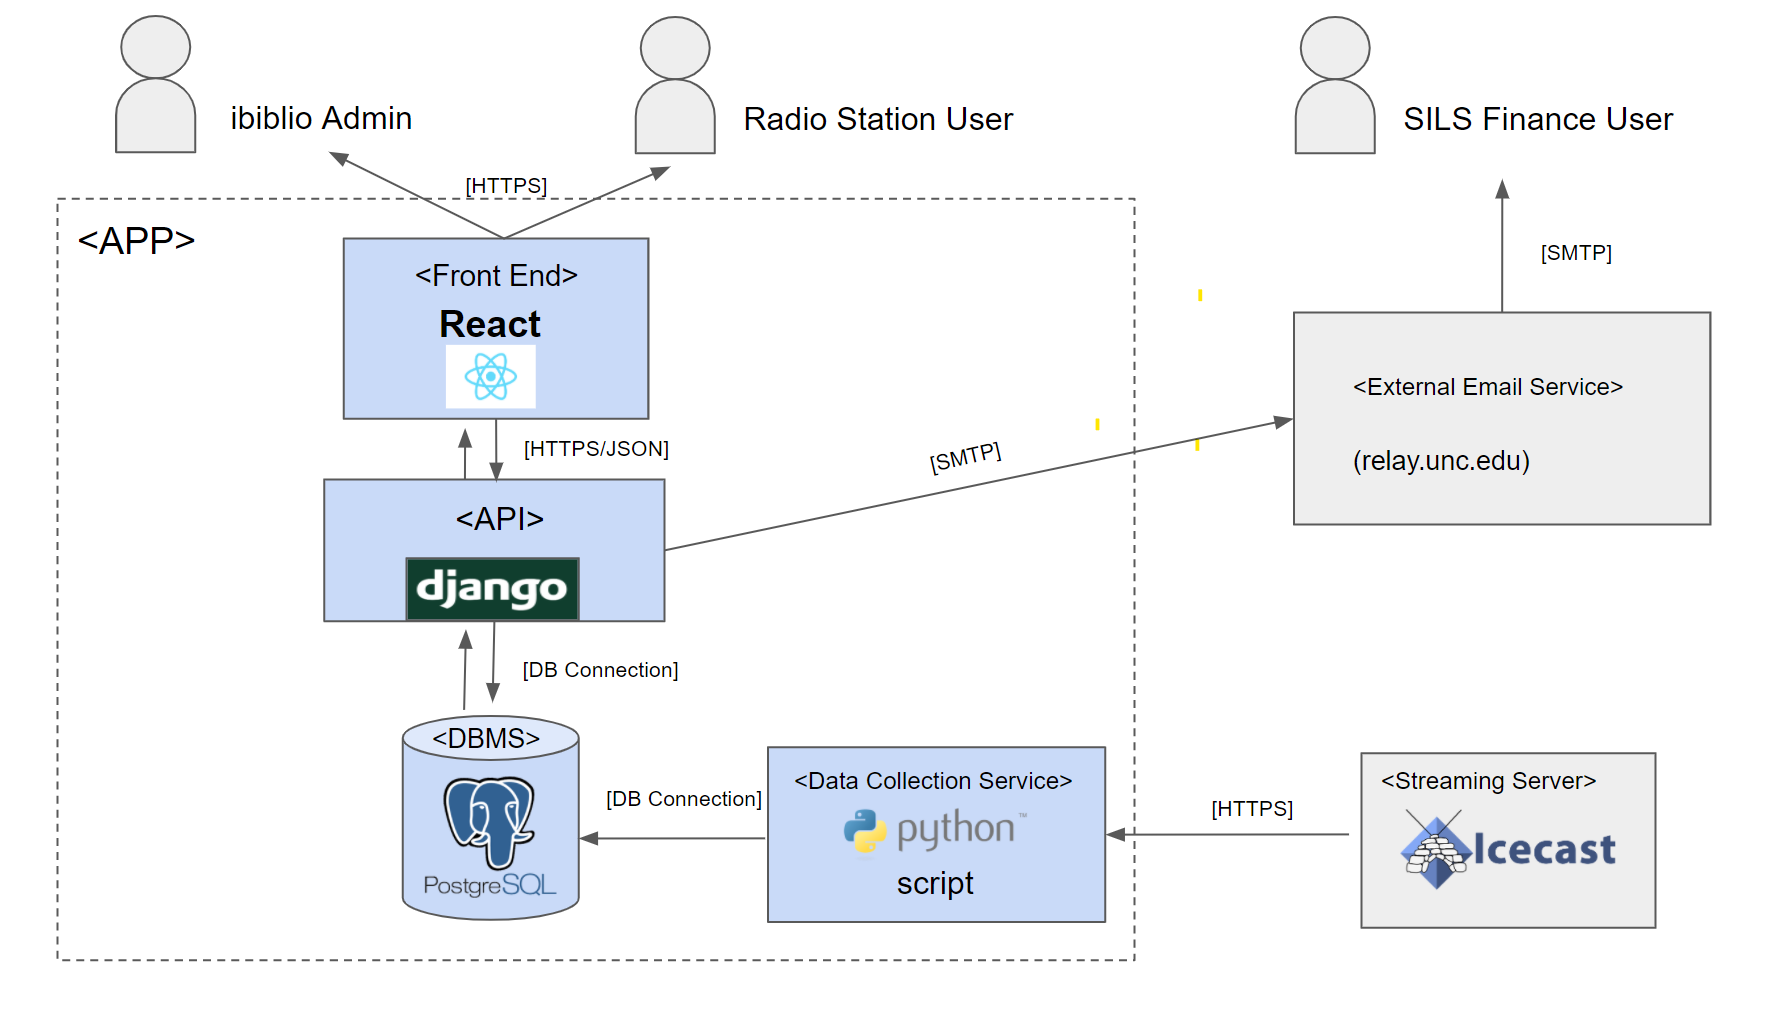 ibiblio Admin
Radio Station User
SILS Finance User
[HTTPS]
<APP>
<Front End>
React
[SMTP]
<External Email Service>
(relay.unc.edu)
[HTTPS/JSON]
[SMTP]
<API>
django
[DB Connection]
<DBMS>
PostgreSQL
[DB Connection]
<Data Collection Service>
python™
script
[HTTPS]
<Streaming Server>
Icecast